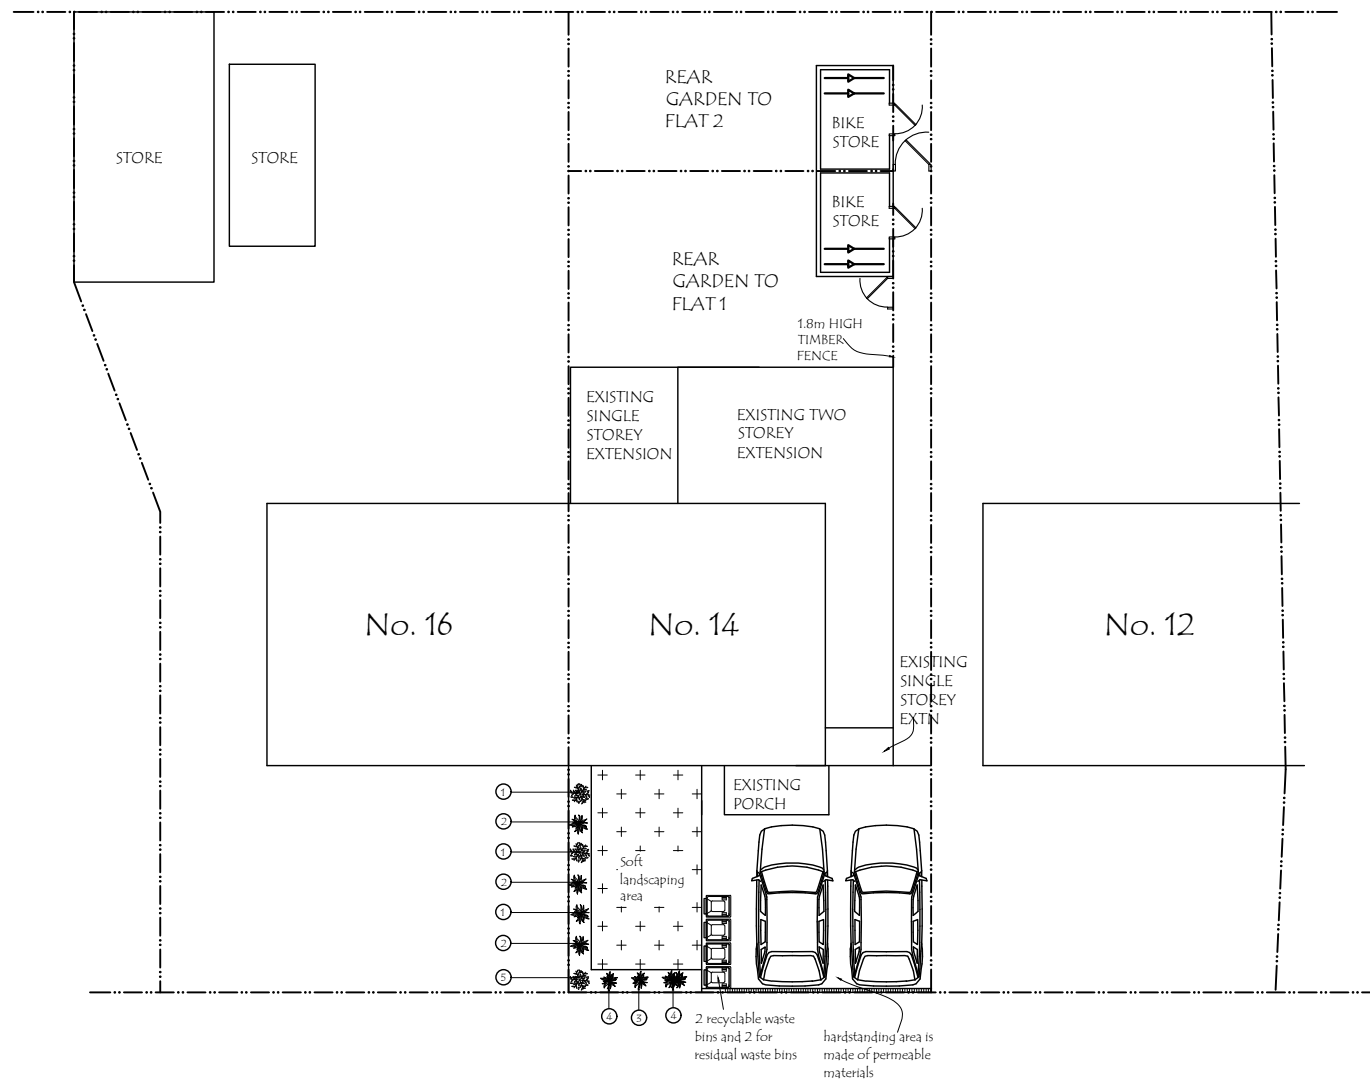 REAR
GARDEN TO
FLAT 2
BIKE
STORE
STORE
STORE
BIKE
STORE
REAR
GARDEN TO
FLAT 1
1.8m HIGH
TIMBER
FENCE
EXISTING
SINGLE
STOREY
EXTENSION
EXISTING TWO
STOREY
EXTENSION
No. 16
No. 14
No. 12
EXISTING
SINGLE
STOREY
EXTN
EXISTING
PORCH
1
2
1
2
1
2
5
Soft
landscaping
area
4
3
4
2 recyclable waste
bins and 2 for
residual waste bins
hardstanding area is
made of permeable
materials